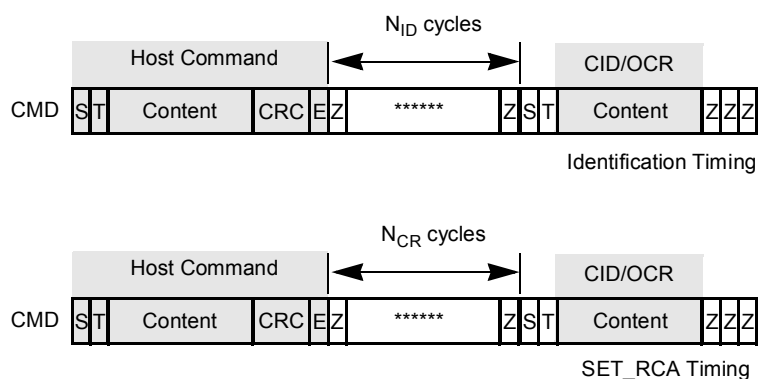 N_ID cycles
Host Command CID/OCR
CMD S T Content CRC E Z ****** Z S T Content Z Z Z
Identification Timing
N_CR cycles
Host Command CID/OCR
CMD S T Content CRC E Z ****** Z S T Content Z Z Z
SET_RCA Timing